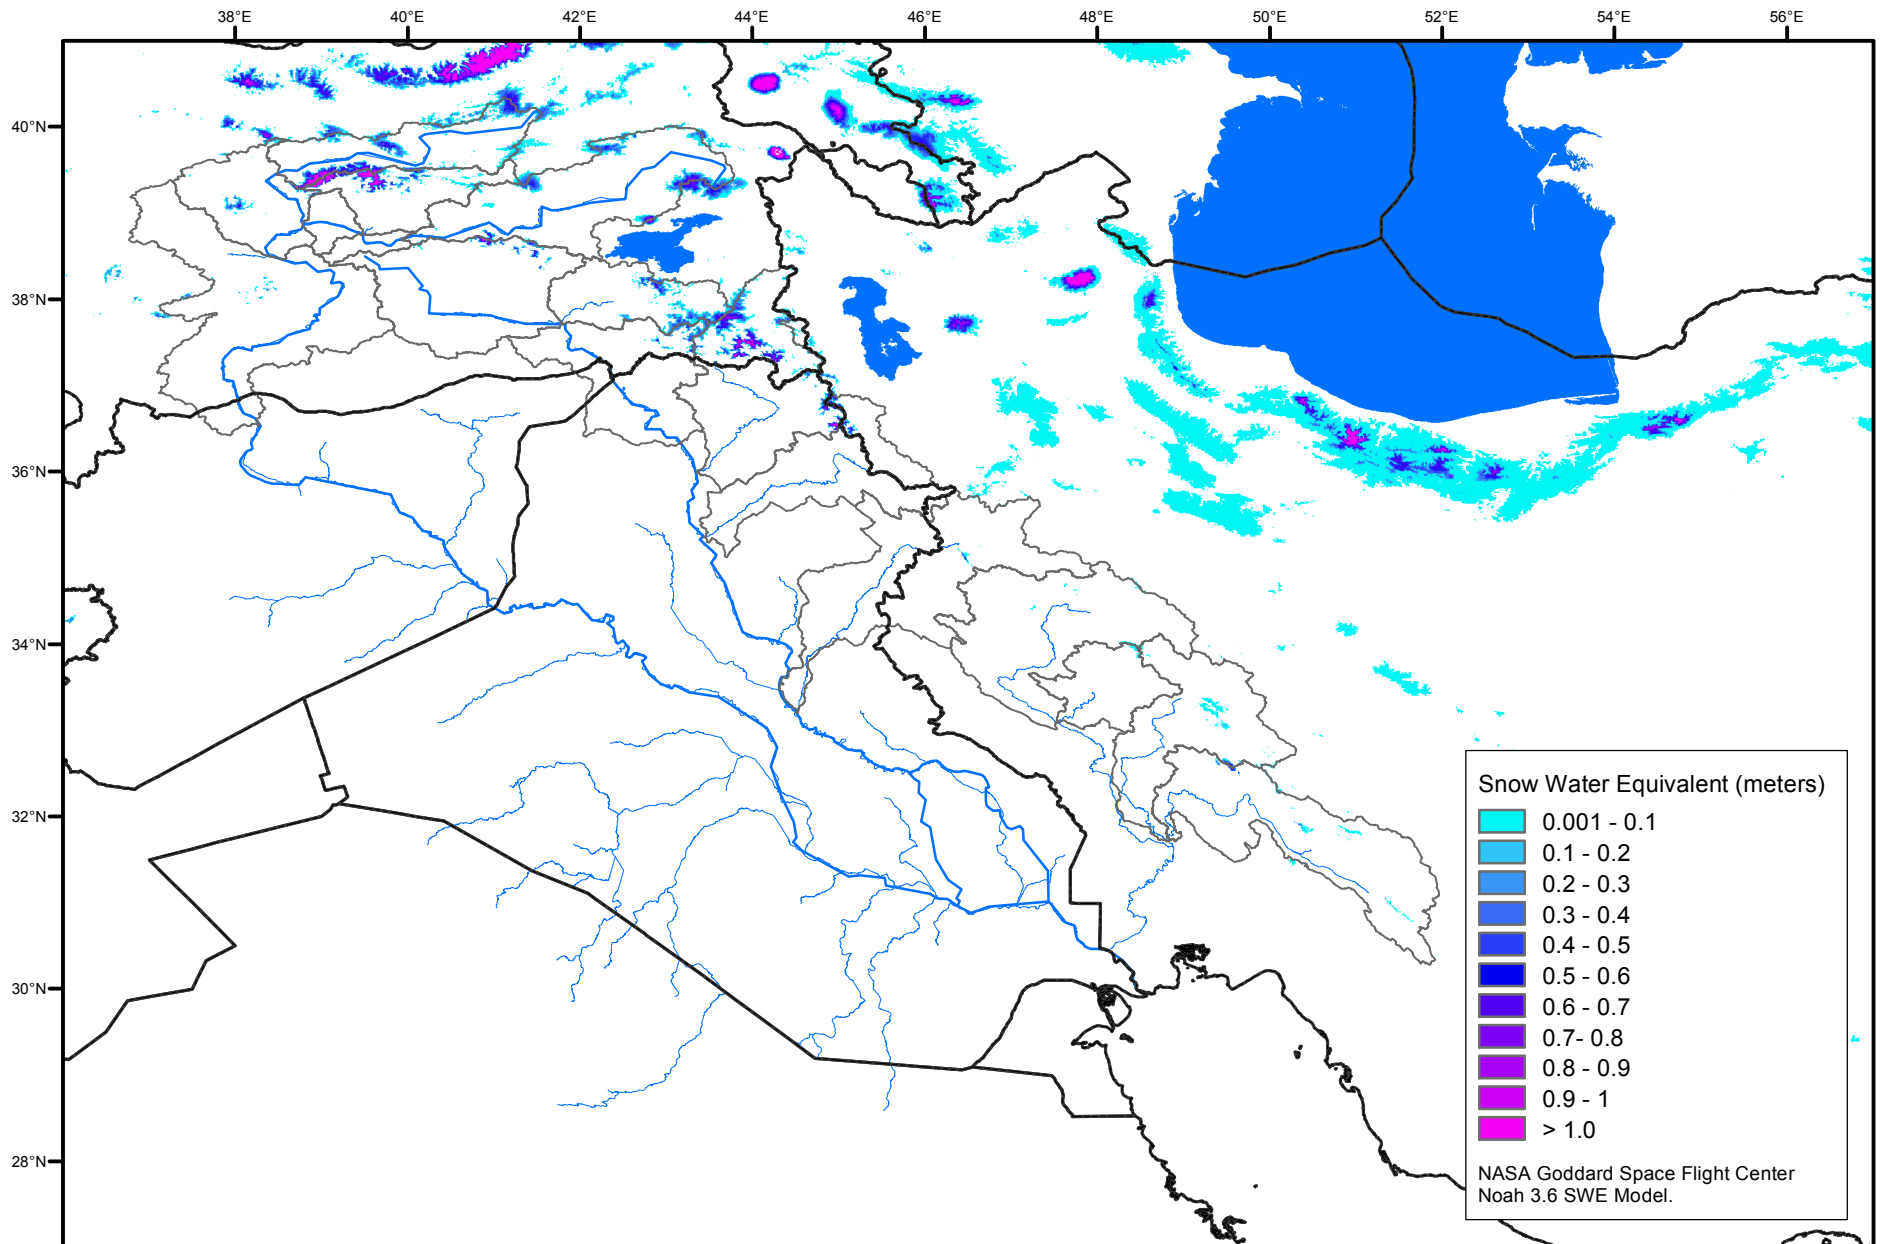 38°E 40°E 42°E 44°E 46°E 48°E 50°E 52°E 54°E 56°E
40°N
38°N
36°N
34°N
32°N
30°N
28°N
Snow Water Equivalent (meters)
0.001 - 0.1
0.1 - 0.2
0.2 - 0.3
0.3 - 0.4
0.4 - 0.5
0.5 - 0.6
0.6 - 0.7
0.7- 0.8
0.8 - 0.9
0.9 - 1
> 1.0
NASA Goddard Space Flight Center
Noah 3.6 SWE Model.